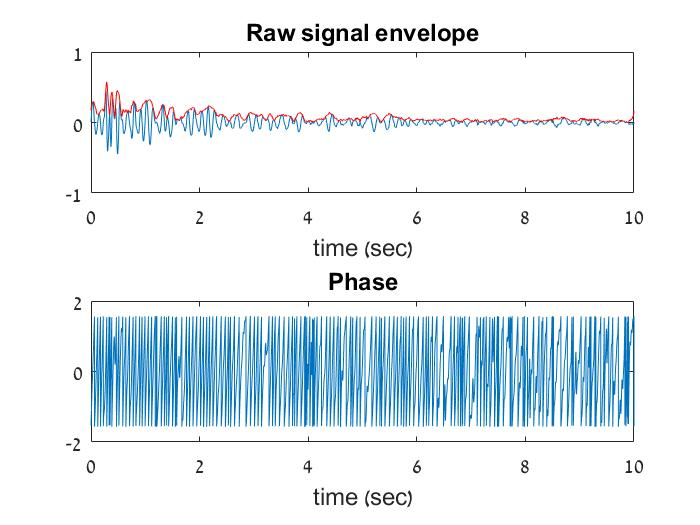 Raw signal envelope
1
0
-1
0 2 4 6 8 10
time (sec)
Phase
2
0
-2
0 2 4 6 8 10
time (sec)